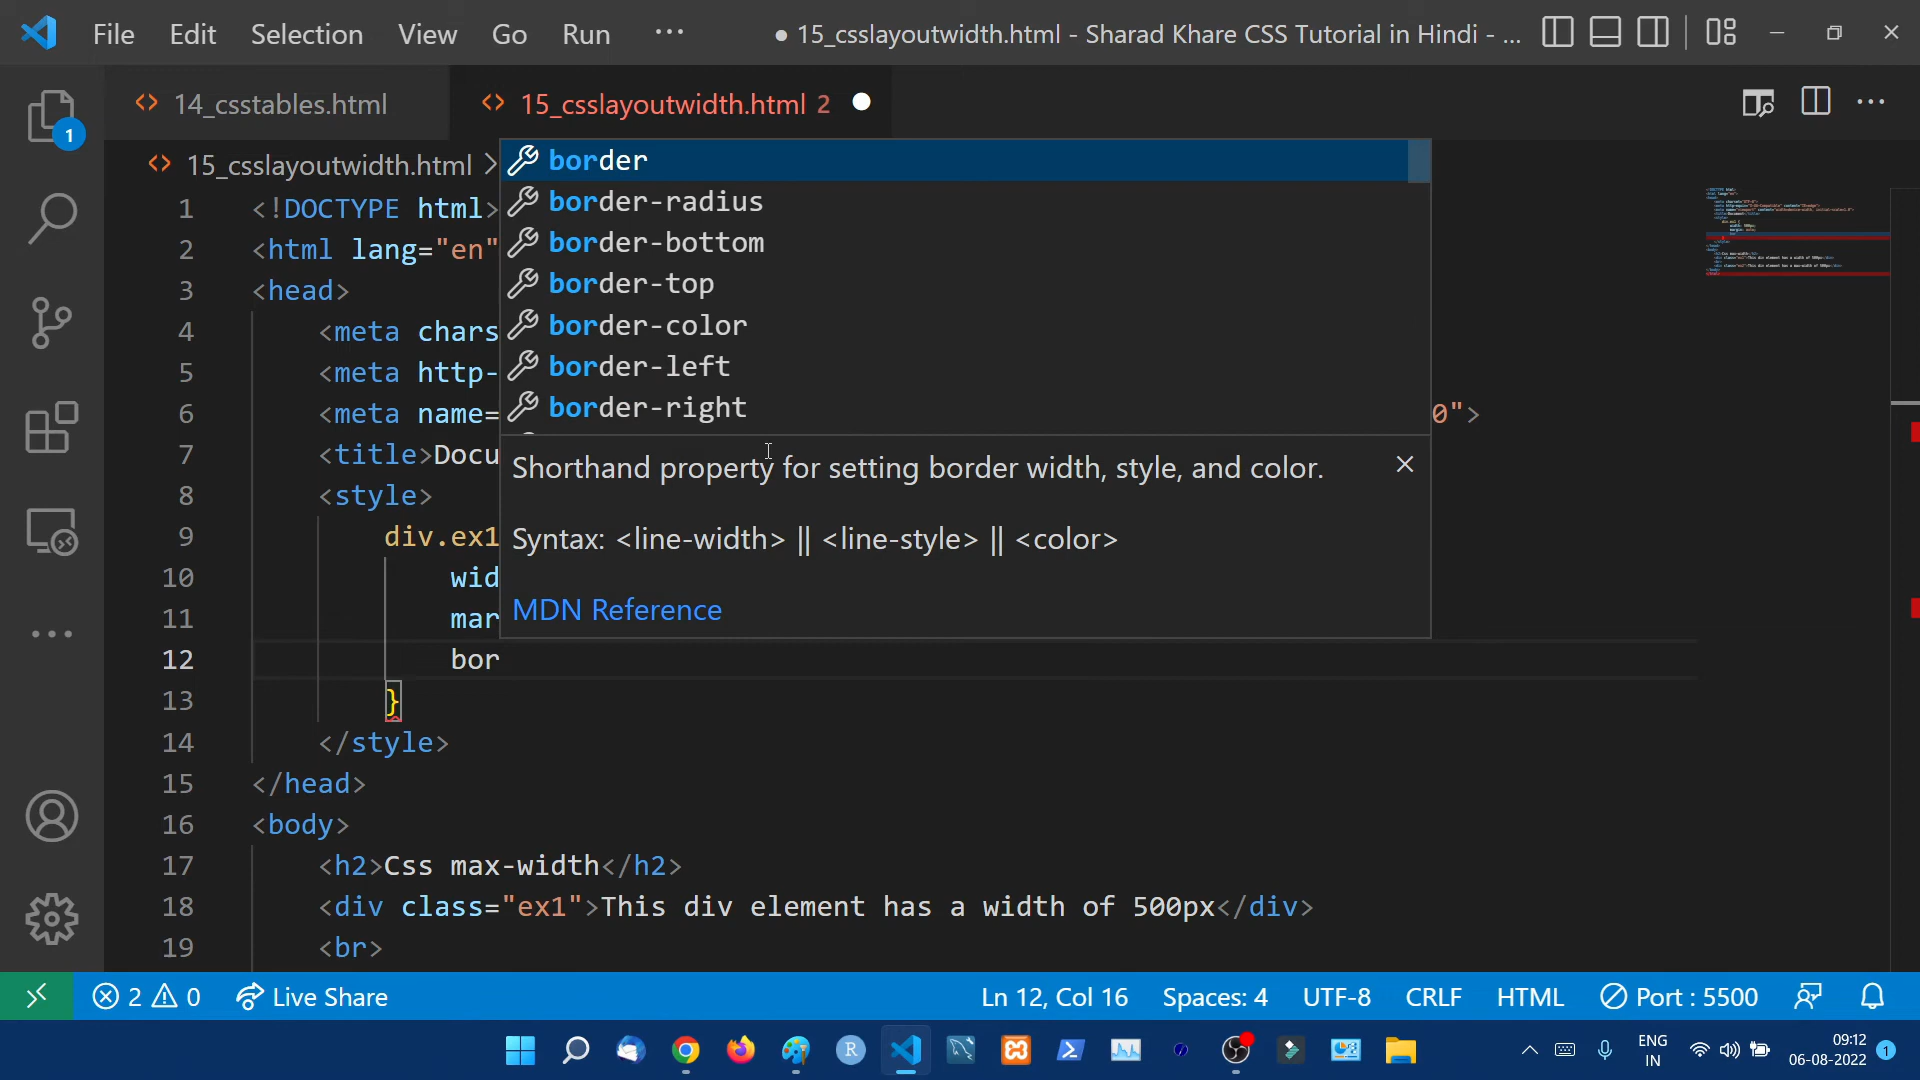 File Edit Selection View Go Run ··· ● 15_csslayoutwidth.html - Sharad Khare CSS Tutorial in Hindi - ...
14_csstables.html 15_csslayoutwidth.html 2
1
15_csslayoutwidth.html >
border
border-radius
border-bottom
border-top
border-color
border-left
border-right
Shorthand property for setting border width, style, and color.
Syntax: <line-width> || <line-style> || <color>
MDN Reference
1 <!DOCTYPE html>
2 <html lang="en"
3 <head>
4 <meta chars
5 <meta http-
6 <meta name= 0">
7 <title>Docu
8 <style>
9 div.ex1
10 wid
11 mar
12 bor
13 }
14 </style>
15 </head>
16 <body>
17 <h2>Css max-width</h2>
18 <div class="ex1">This div element has a width of 500px</div>
19 <br>
2 0 Live Share Ln 12, Col 16 Spaces: 4 UTF-8 CRLF HTML Port : 5500
R ENG 09:12
IN 06-08-2022 1